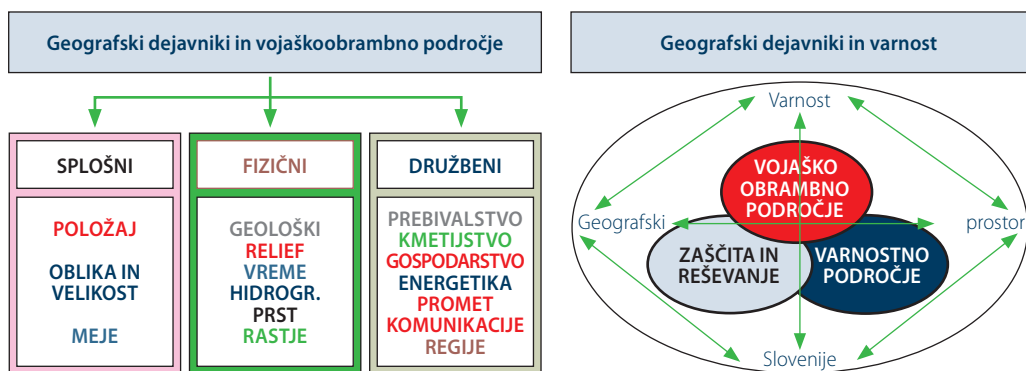 Geografski dejavniki in vojaškoobrambno področje
SPLOŠNI
POLOŽAJ
OBLIKA IN
VELIKOST
MEJE
FIZIČNI
GEOLOŠKI
RELIEF
VREME
HIDROGR.
PRST
RASTJE
DRUŽBENI
PREBIVALSTVO
KMETIJSTVO
GOSPODARSTVO
ENERGETIKA
PROMET
KOMUNIKACIJE
REGIJE
Geografski dejavniki in varnost
Varnost
VOJAŠKO
OBRAMBNO
PODROČJE
Geografski
prostor
ZAŠČITA IN
REŠEVANJE
VARNOSTNO
PODROČJE
Slovenije